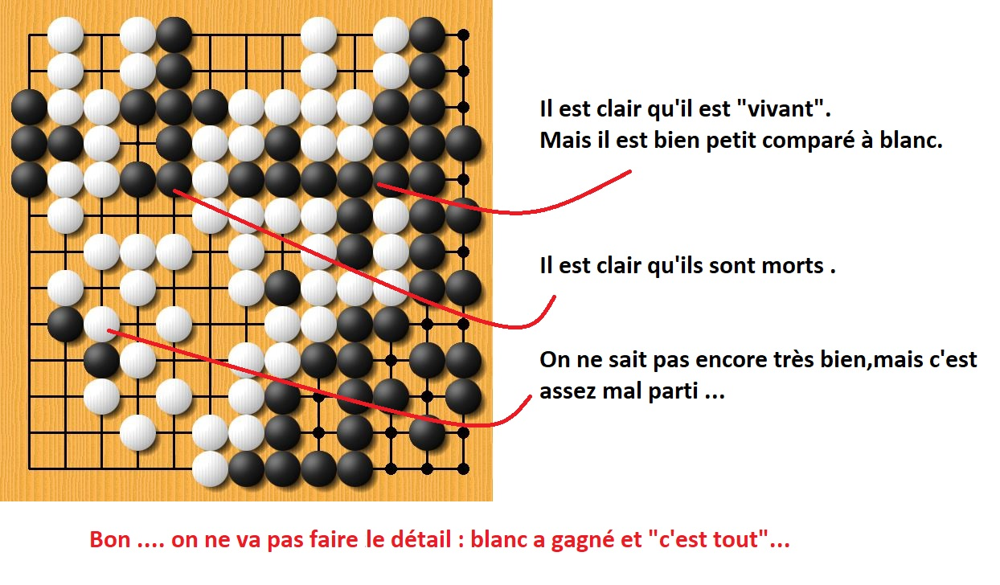 Il est clair qu'il est "vivant".
Mais il est bien petit comparé à blanc.
Il est clair qu'ils sont morts .
On ne sait pas encore très bien,mais c'est
assez mal parti ...
Bon .... on ne va pas faire le détail : blanc a gagné et "c'est tout"...